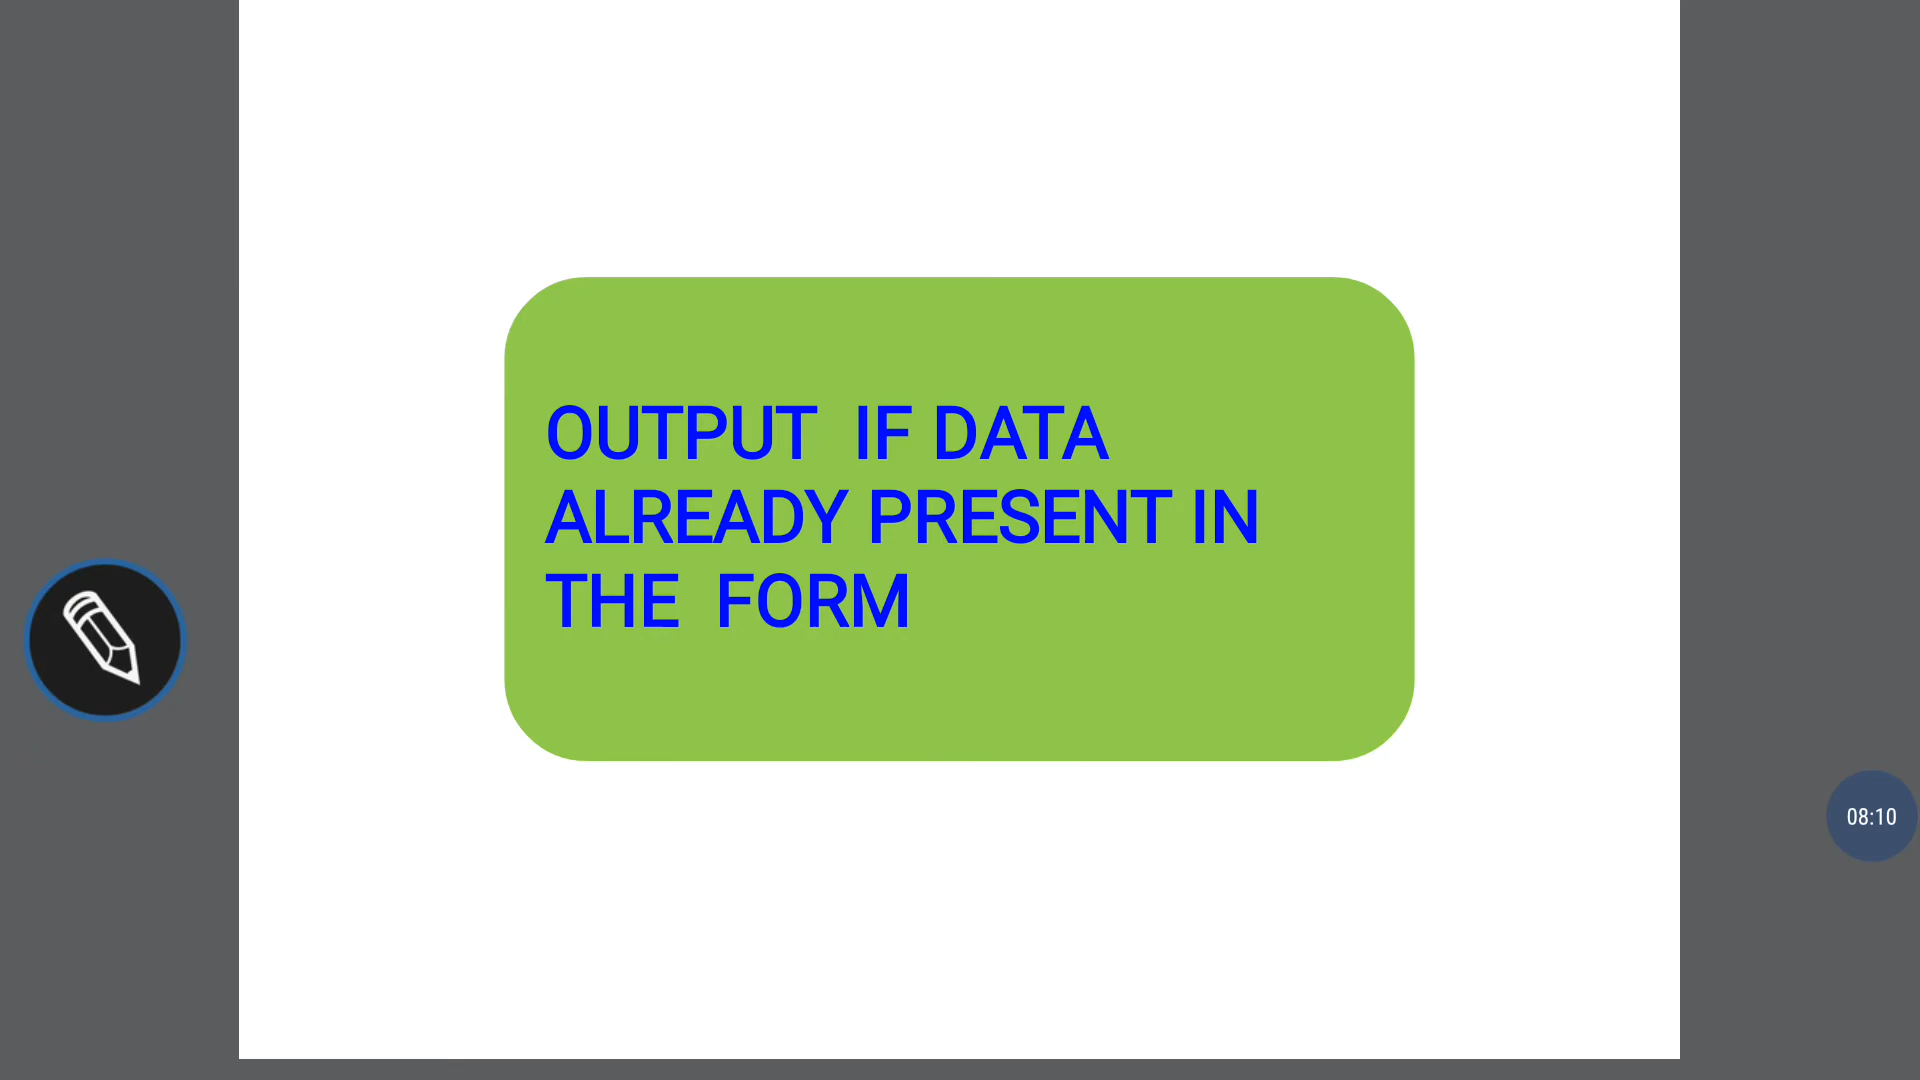 OUTPUT  IF DATA
ALREADY PRESENT IN
THE  FORM
08:10